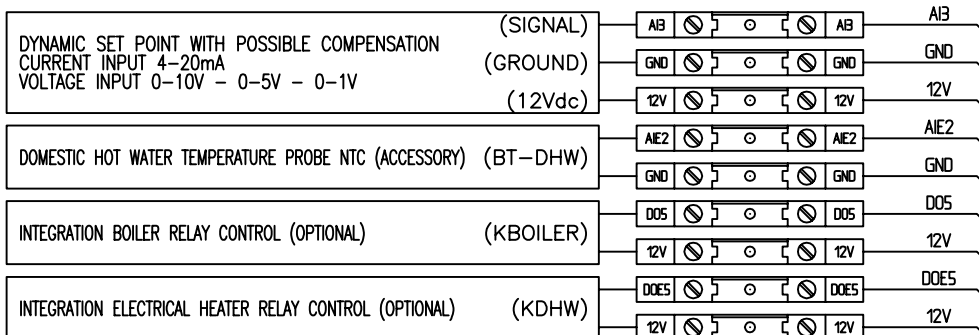 (SIGNAL) AI3 AI3 AI3
DYNAMIC SET POINT WITH POSSIBLE COMPENSATION
CURRENT INPUT 4-20mA
VOLTAGE INPUT 0-10V - 0-5V - 0-1V
(GROUND) GND GND GND
(12Vdc) 12V 12V 12V
AIE2 AIE2 AIE2
DOMESTIC HOT WATER TEMPERATURE PROBE NTC (ACCESSORY) (BT-DHW)
GND GND GND
DO5 DO5 DO5
INTEGRATION BOILER RELAY CONTROL (OPTIONAL) (KBOILER)
12V 12V 12V
DOE5 DOE5 DOE5
INTEGRATION ELECTRICAL HEATER RELAY CONTROL (OPTIONAL) (KDHW)
12V 12V 12V